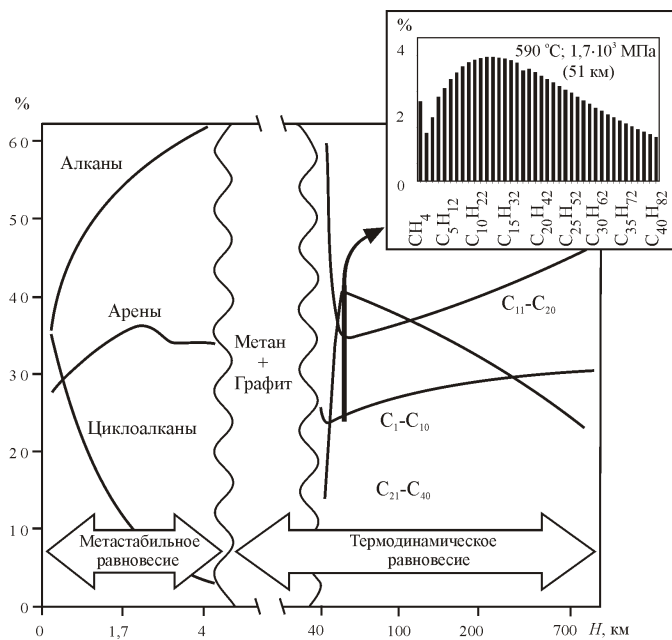 %
4
2
0
590 °C; 1,7·10³ МПа
(51 км)
CH₄
C₅H₁₂
C₁₀H₂₂
C₁₅H₃₂
C₂₀H₄₂
C₂₅H₅₂
C₃₀H₆₂
C₃₅H₇₂
C₄₀H₈₂
%
60
50
40
30
20
10
0
Алканы
Арены
Циклоалканы
Метан
+
Графит
C₁₁-C₂₀
C₁-C₁₀
C₂₁-C₄₀
Метастабильное
равновесие
Термодинамическое
равновесие
0
1,7
4
40
100
200
700
H, км